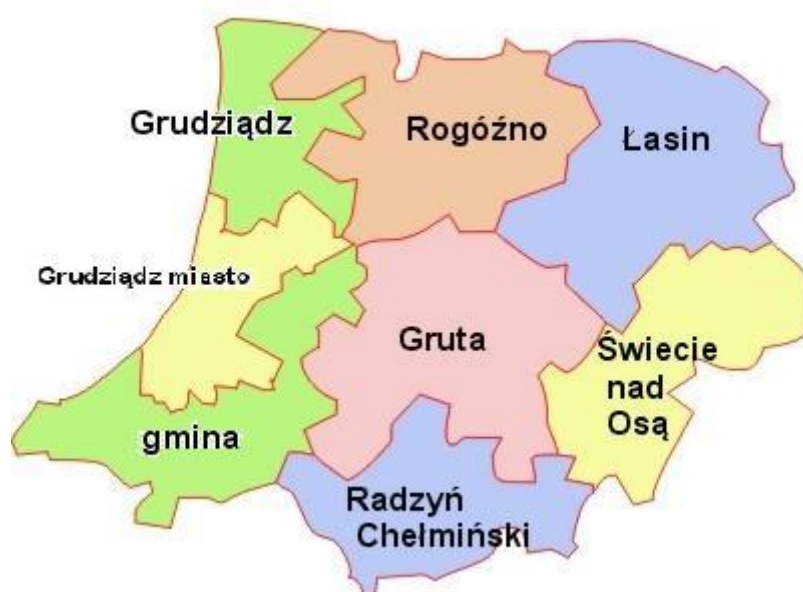 Grudziądz
Rogóźno
Łasin
Grudziądz miasto
Gruta
Świecie
nad
Osą
gmina
Radzyń
Chełmiński